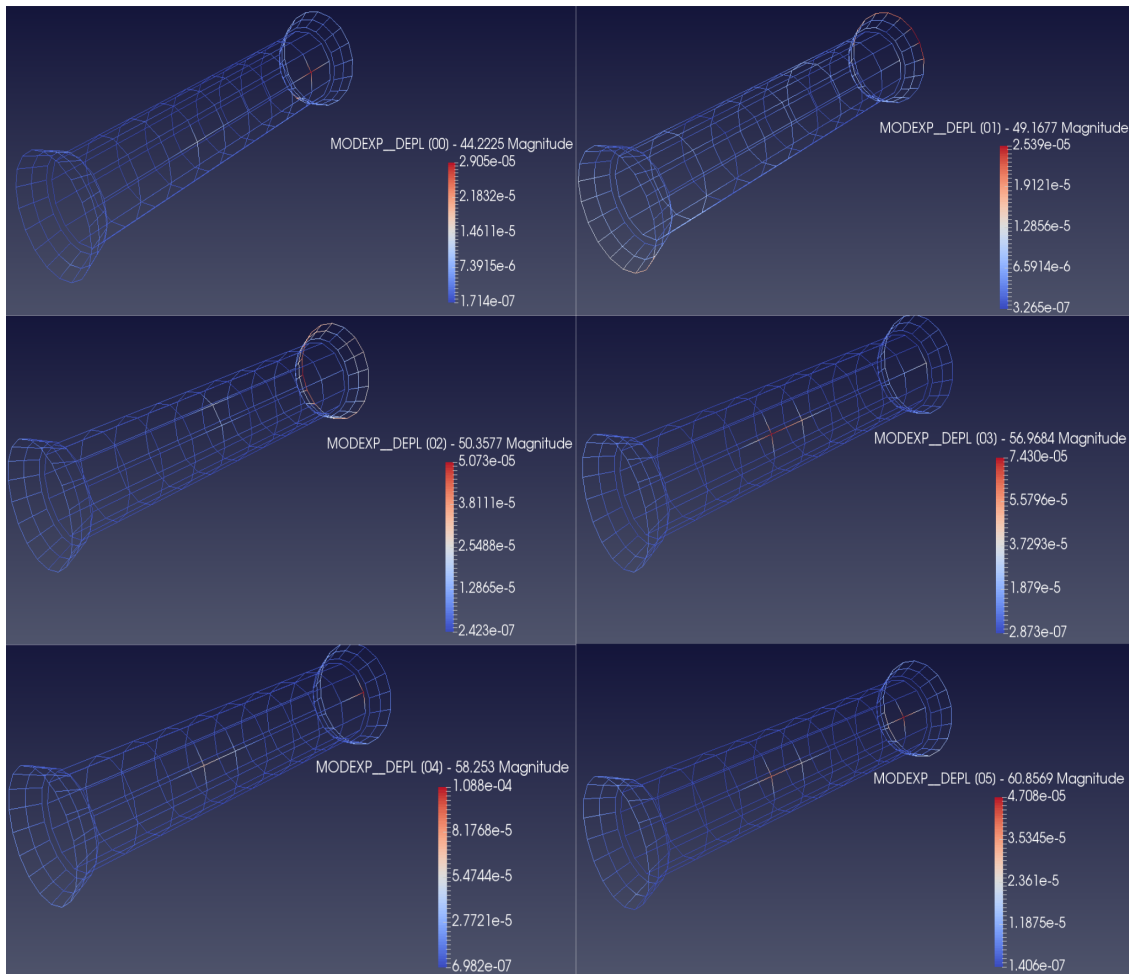 MODEXP__DEPL (00) - 44.2225 Magnitude
2.905e-05
2.1832e-5
1.4611e-5
7.3915e-6
1.714e-07
MODEXP__DEPL (01) - 49.1677 Magnitude
2.539e-05
1.9121e-5
1.2856e-5
6.5914e-6
3.265e-07
MODEXP__DEPL (02) - 50.3577 Magnitude
5.073e-05
3.8111e-5
2.5488e-5
1.2865e-5
2.423e-07
MODEXP__DEPL (03) - 56.9684 Magnitude
7.430e-05
5.5796e-5
3.7293e-5
1.879e-5
2.873e-07
MODEXP__DEPL (04) - 58.253 Magnitude
1.088e-04
8.1768e-5
5.4744e-5
2.7721e-5
6.982e-07
MODEXP__DEPL (05) - 60.8569 Magnitude
4.708e-05
3.5345e-5
2.361e-5
1.1875e-5
1.406e-07